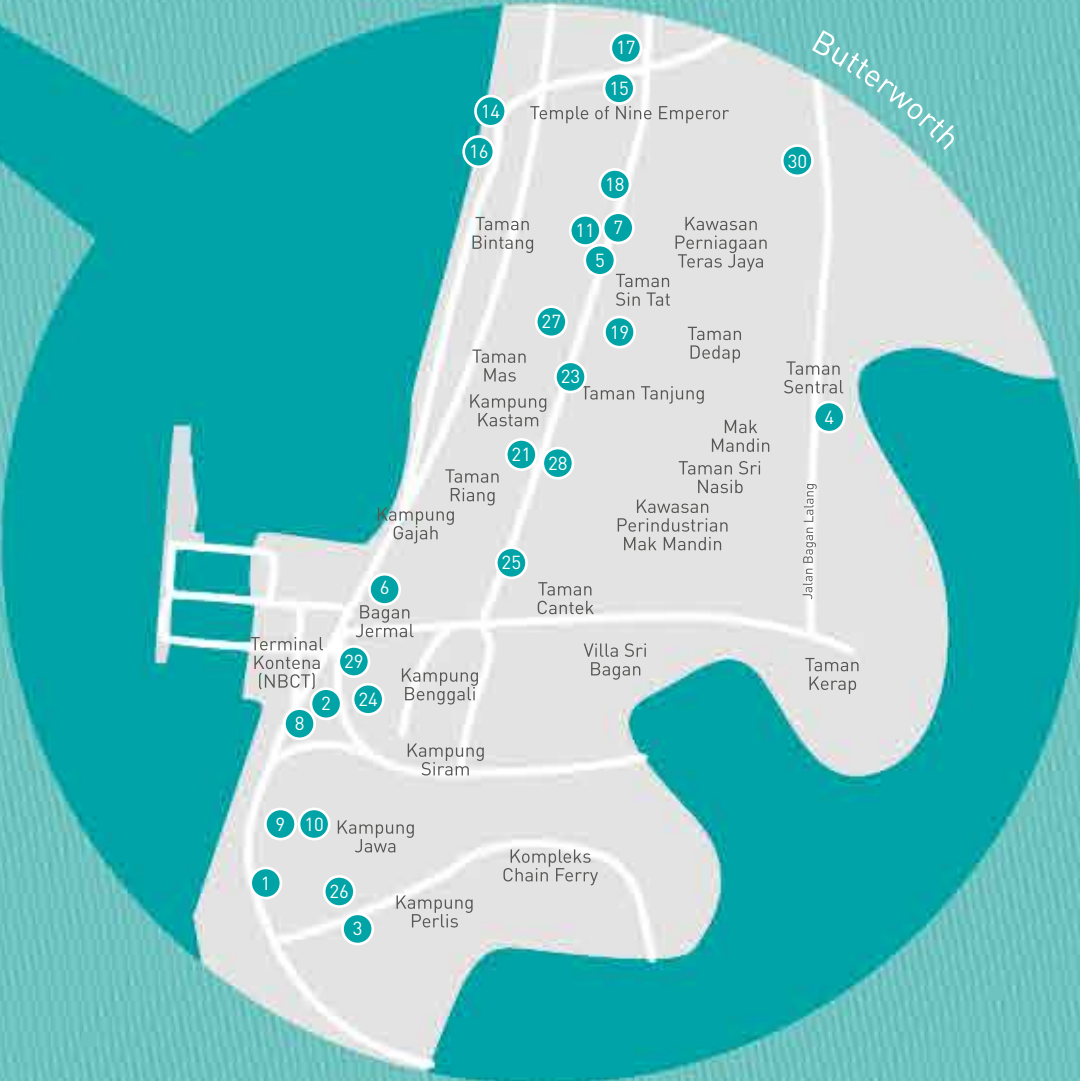 Butterworth
17
15
14
Temple of Nine Emperor
16
30
18
Taman
Bintang
11
7
Kawasan
Perniagaan
Teras Jaya
5
Taman
Sin Tat
27
19
Taman
Dedap
Taman
Mas
23
Taman Tanjung
Taman
Sentral
4
Kampung
Kastam
Mak
Mandin
21
28
Taman Sri
Nasib
Taman
Riang
Kawasan
Perindustrian
Mak Mandin
Kampung
Gajah
Jalan Bagan Lalang
25
6
Taman
Cantek
Bagan
Jermal
Terminal
Kontena
(NBCT)
29
Villa Sri
Bagan
Taman
Kerap
Kampung
Benggali
24
2
8
Kampung
Siram
9
10
Kampung
Jawa
Kompleks
Chain Ferry
1
26
Kampung
Perlis
3